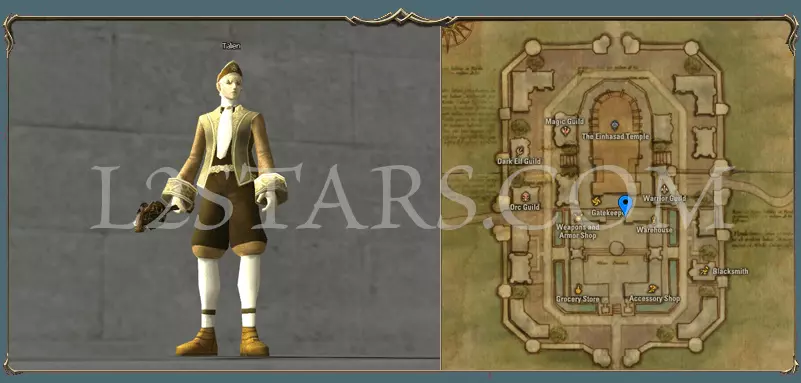 Talien
L2STARS.COM
Magic Guild
The Einhasad Temple
Dark Elf Guild
Orc Guild
Warrior Guild
Gatekeeper
Weapons and
Armor Shop
Warehouse
Blacksmith
Grocery Store
Accessory Shop